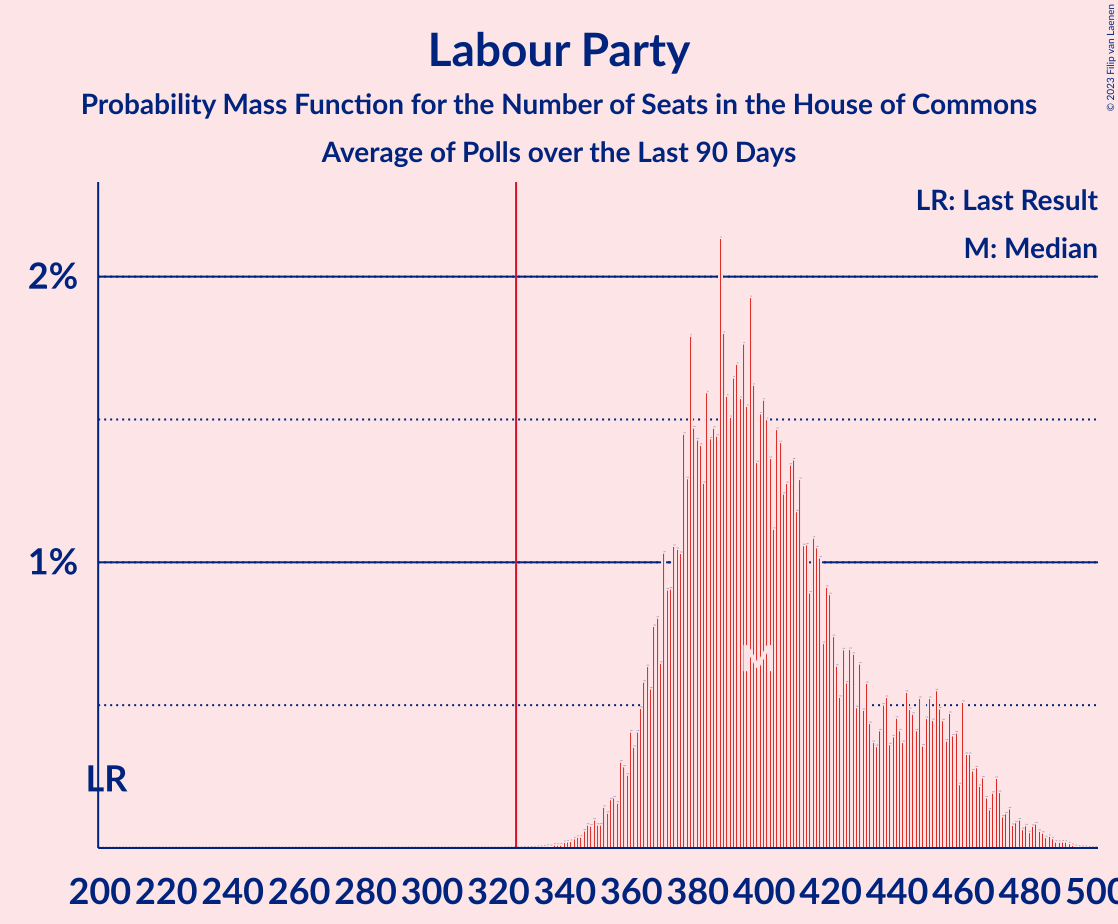 Labour Party
Probability Mass Function for the Number of Seats in the House of Commons
Average of Polls over the Last 90 Days
© 2023 Filip van Laenen
LR: Last Result
M: Median
2%
1%
M
LR
200 220 240 260 280 300 320 340 360 380 400 420 440 460 480 500